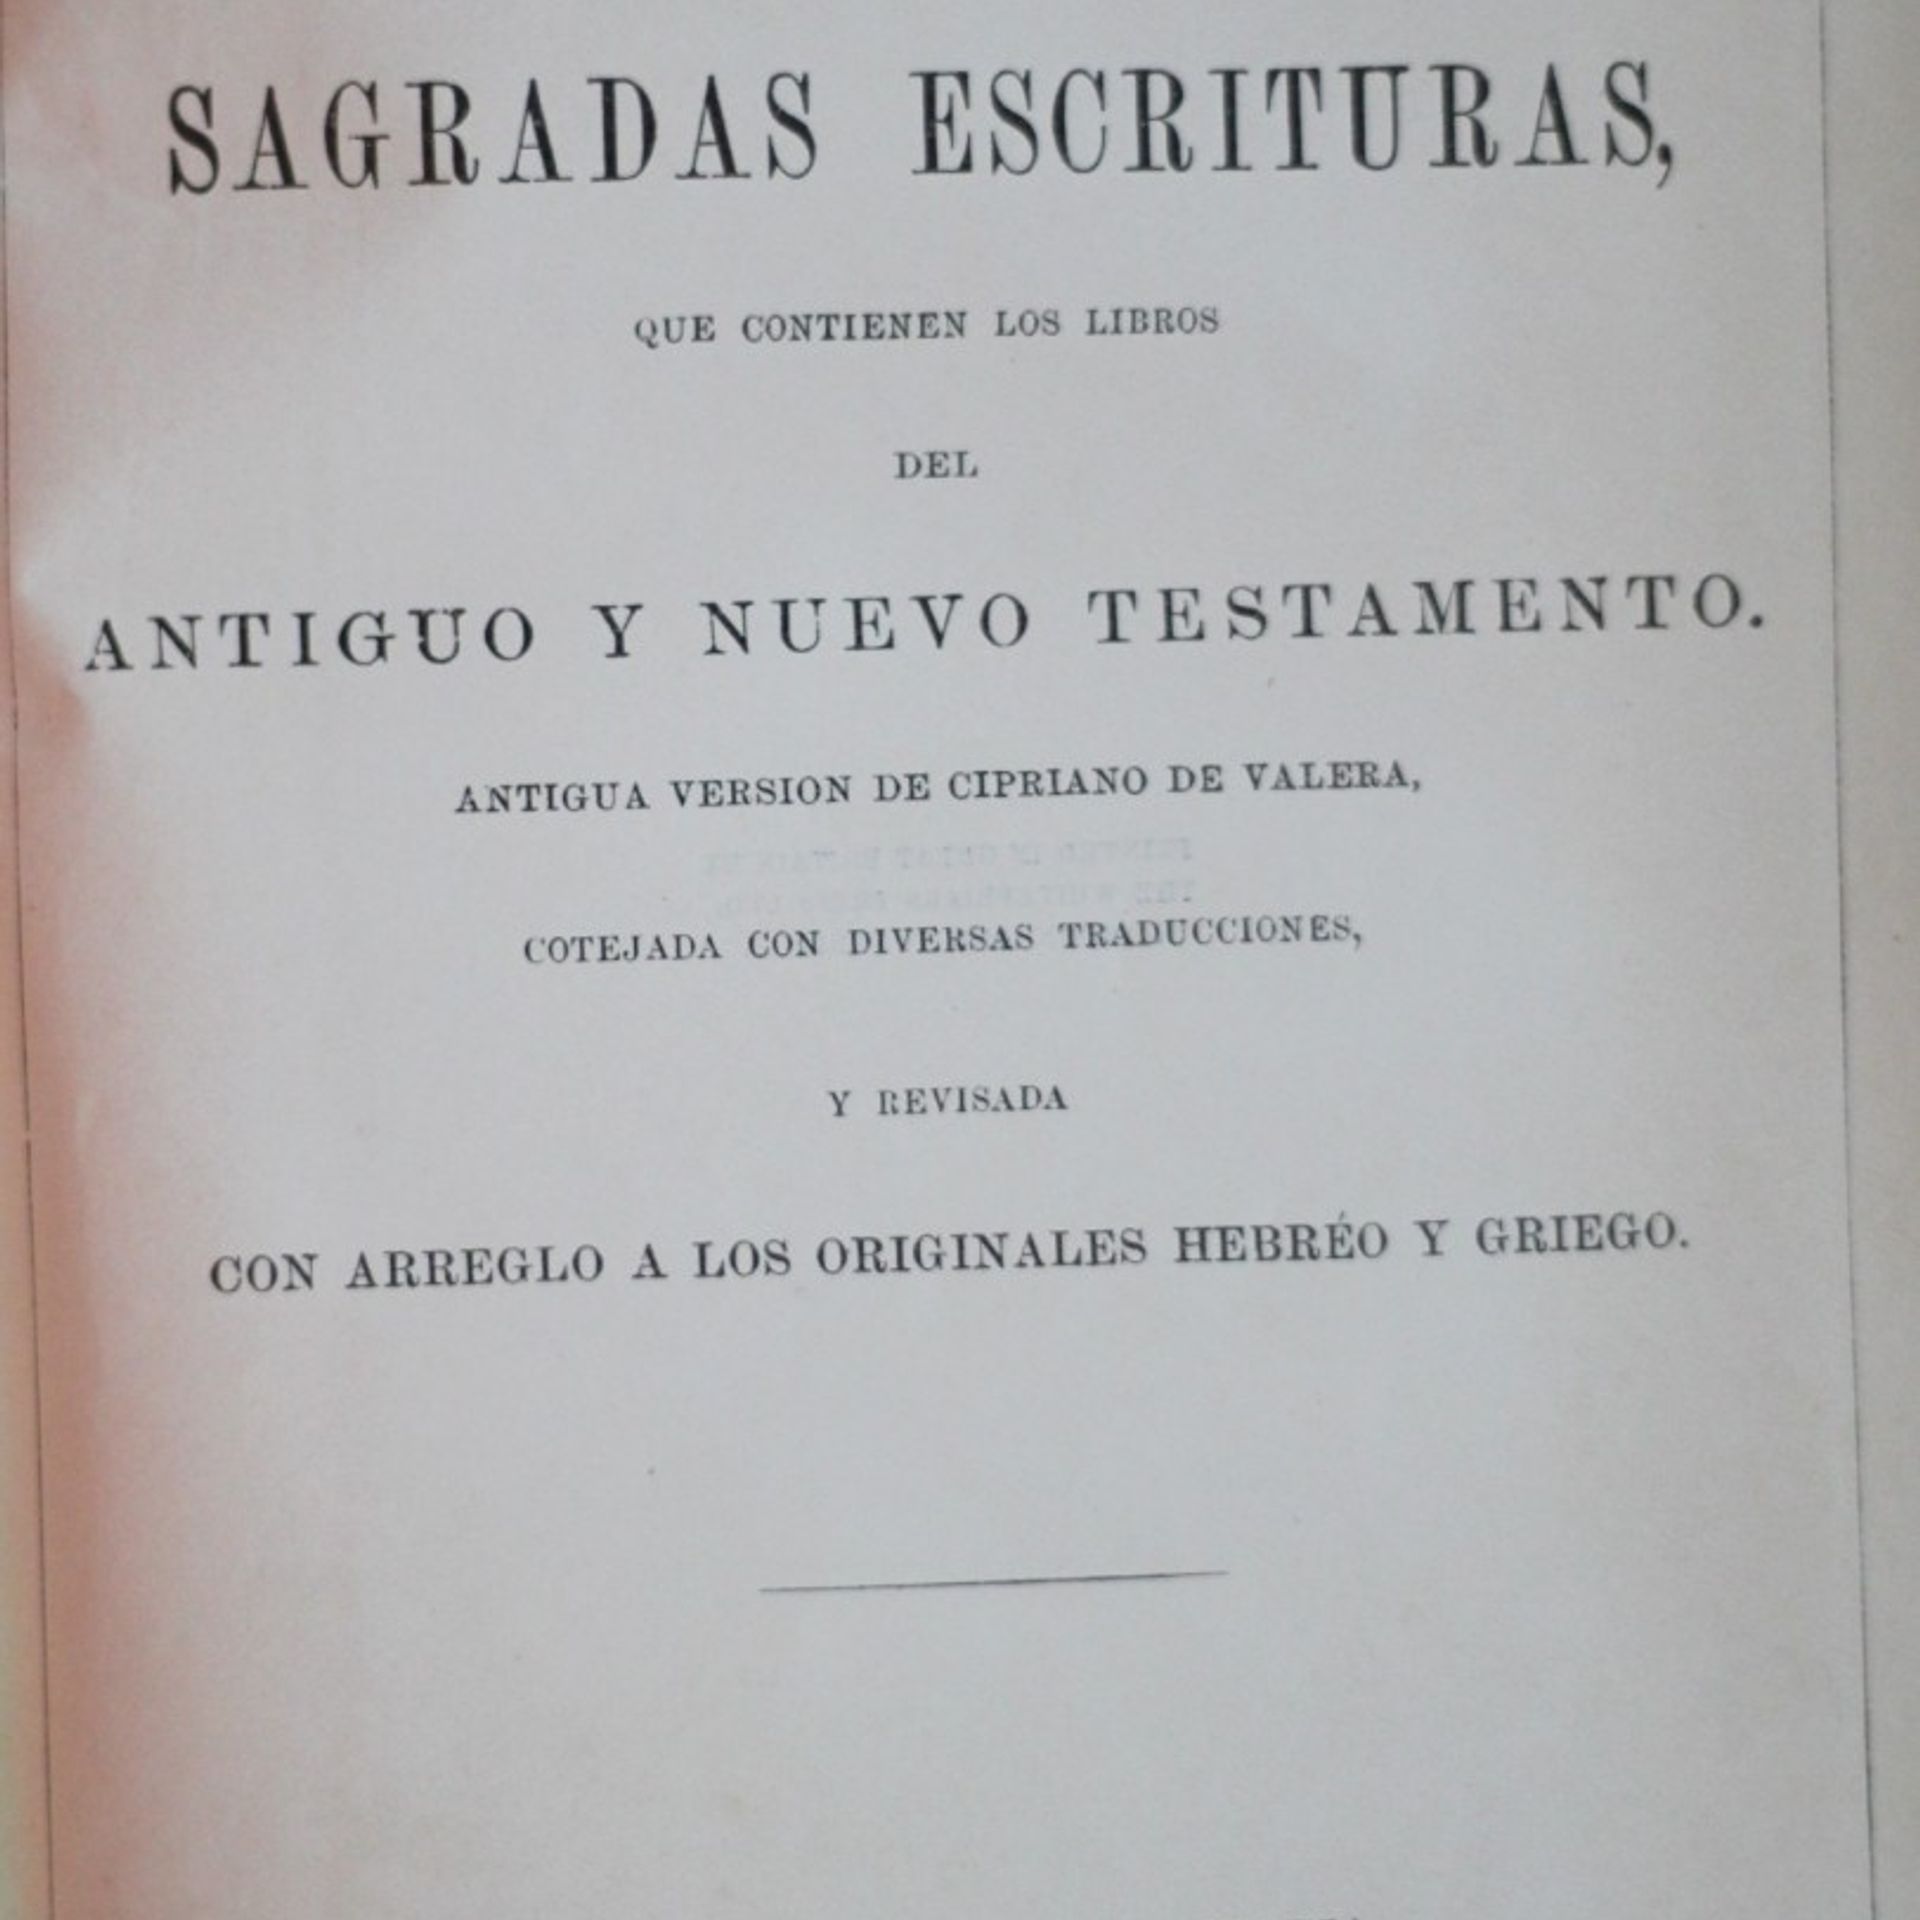 SAGRADAS ESCRITURAS,
QUE CONTIENEN LOS LIBROS
DEL
ANTIGUO Y NUEVO TESTAMENTO.
ANTIGUA VERSION DE CIPRIANO DE VALERA,
COTEJADA CON DIVERSAS TRADUCCIONES,
Y REVISADA
CON ARREGLO A LOS ORIGINALES HEBRÉO Y GRIEGO.